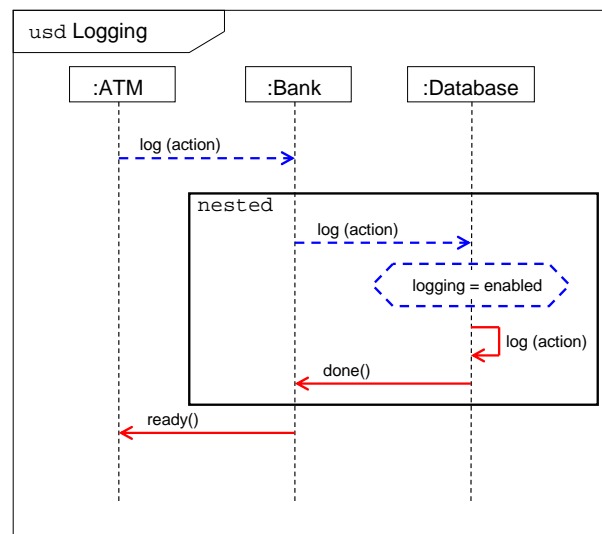 usd Logging
:ATM
:Bank
:Database
log (action)
nested
log (action)
logging = enabled
log (action)
done()
ready()